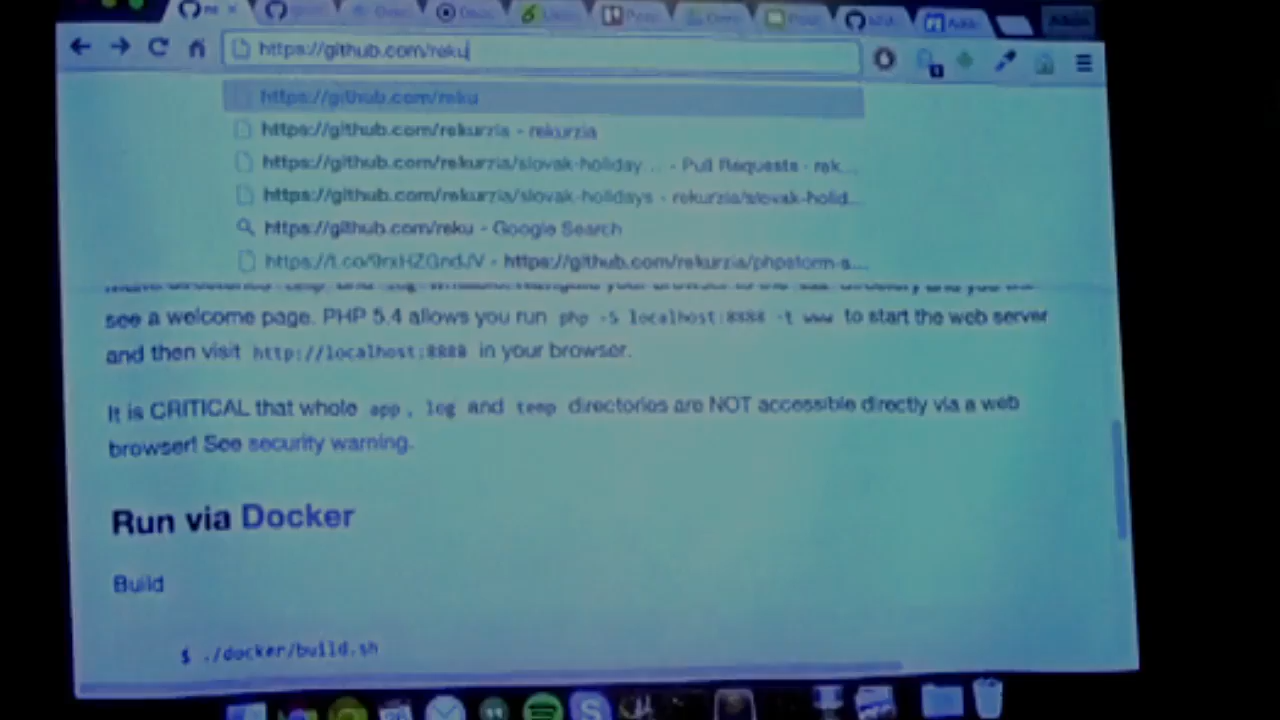 https://github.com/reku
https://github.com/reku
https://github.com/rekurzia - rekurzia
https://github.com/rekurzia/slovak-holiday ... - Pull Requests · rek...
https://github.com/rekurzia/slovak-holidays - rekurzia/slovak-holid...
https://github.com/reku - Google Search
https://github.com/rekurzia/phpstorm-a...
see a welcome page. PHP 5.4 allows you run php -S localhost:8888 -t www to start the web server
and then visit http://localhost:8888 in your browser.
It is CRITICAL that whole app, log and temp directories are NOT accessible directly via a web
browser! See security warning.
Run via Docker
Build
$ ./docker/build.sh